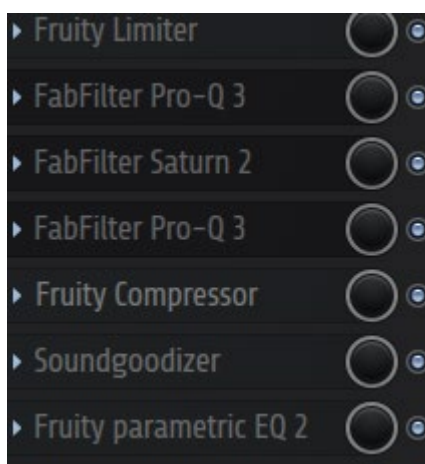 Fruity Limiter
FabFilter Pro-Q 3
FabFilter Saturn 2
FabFilter Pro-Q 3
Fruity Compressor
Soundgoodizer
Fruity parametric EQ 2